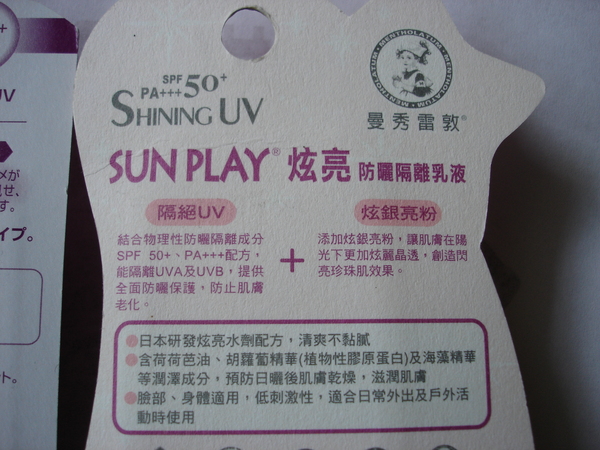 SPF 50+
PA+++
SHINING UV
MENTHOLATUM
曼秀雷敦®
SUN PLAY® 炫亮 防曬隔離乳液
隔絕UV
結合物理性防曬隔離成分
SPF 50+、PA+++配方,
能隔離UVA及UVB,提供
全面防曬保護,防止肌膚
老化。
+
炫銀亮粉
添加炫銀亮粉,讓肌膚在陽
光下更加炫麗晶透,創造閃
亮珍珠肌效果。
日本研發炫亮水劑配方,清爽不黏膩
含荷荷芭油、胡蘿蔔精華(植物性膠原蛋白)及海藻精華
等潤澤成分,預防日曬後肌膚乾燥,滋潤肌膚
臉部、身體適用,低刺激性,適合日常外出及戶外活
動時使用
UV
メが
せ、
す。
イプ。
ント。